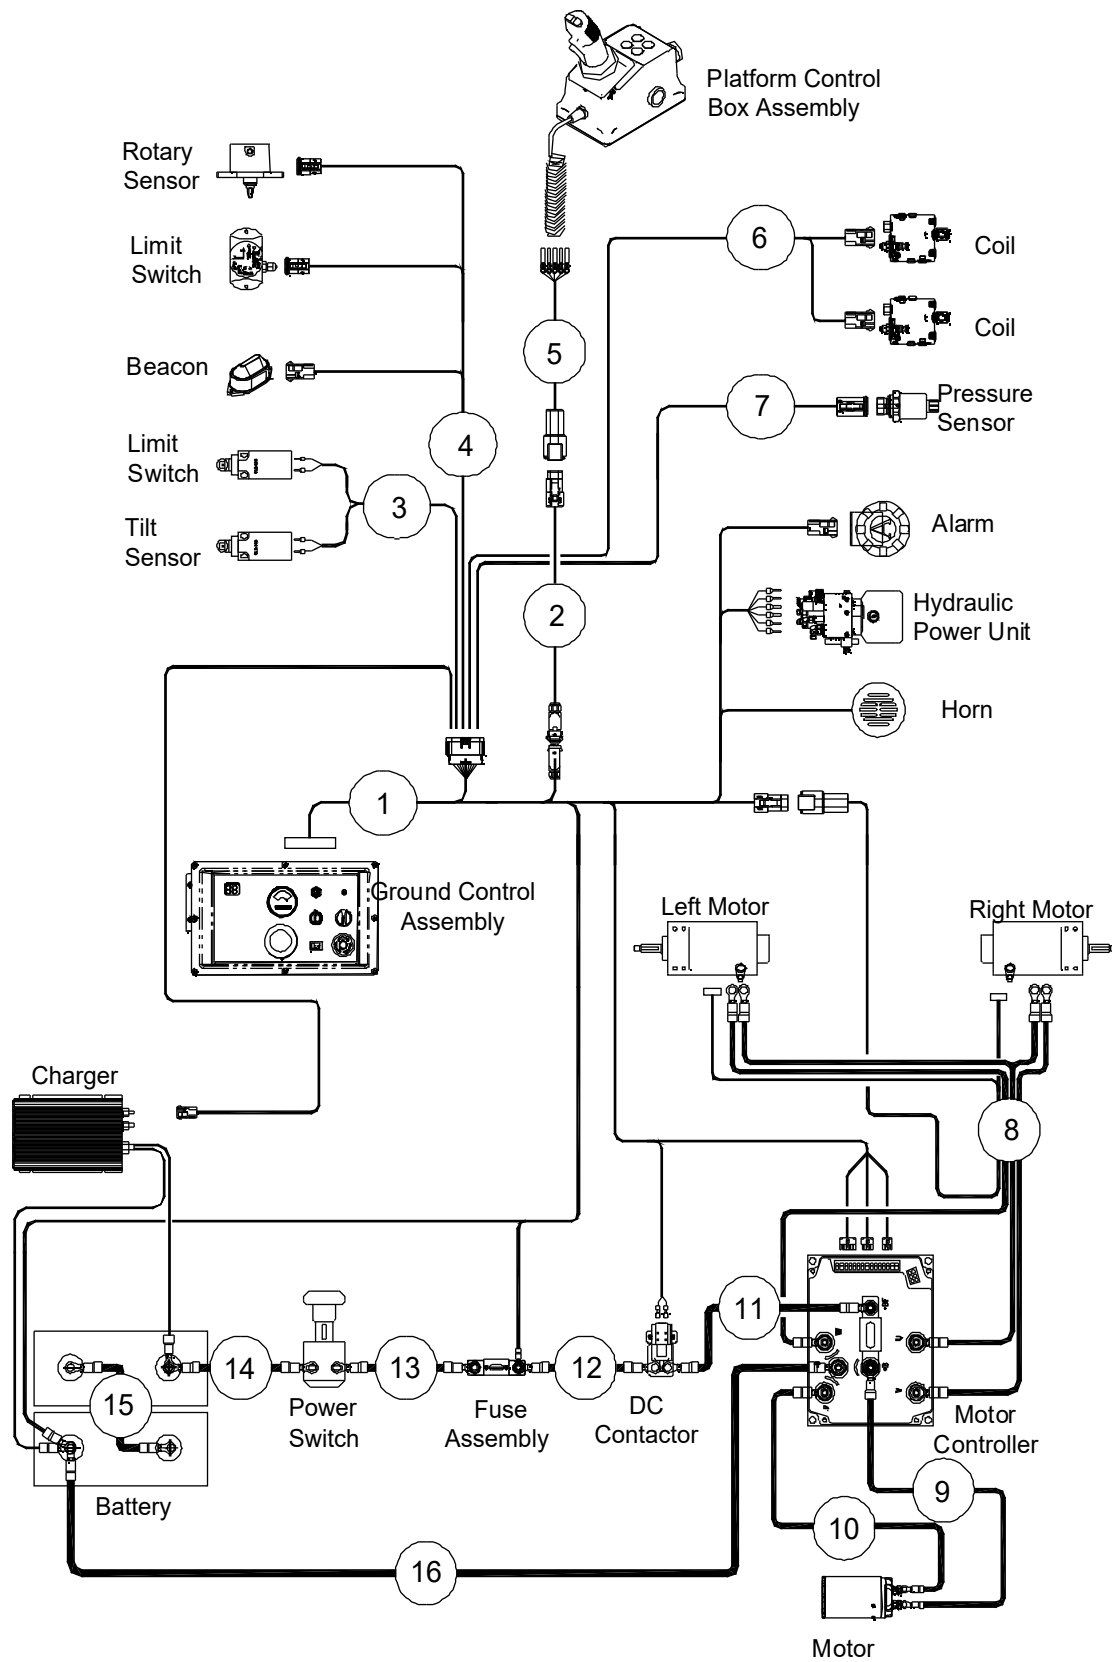 Platform Control
Box Assembly
Rotary
Sensor
Limit
Switch
6
Coil
Coil
5
Beacon
7
Pressure
Sensor
4
Limit
Switch
3
Tilt
Sensor
Alarm
2
Hydraulic
Power Unit
Horn
1
Ground Control
Assembly
Left Motor
Right Motor
Charger
8
11
14
13
12
15
Power
Switch
Fuse
Assembly
DC
Contactor
Motor
Controller
Battery
9
10
16
Motor